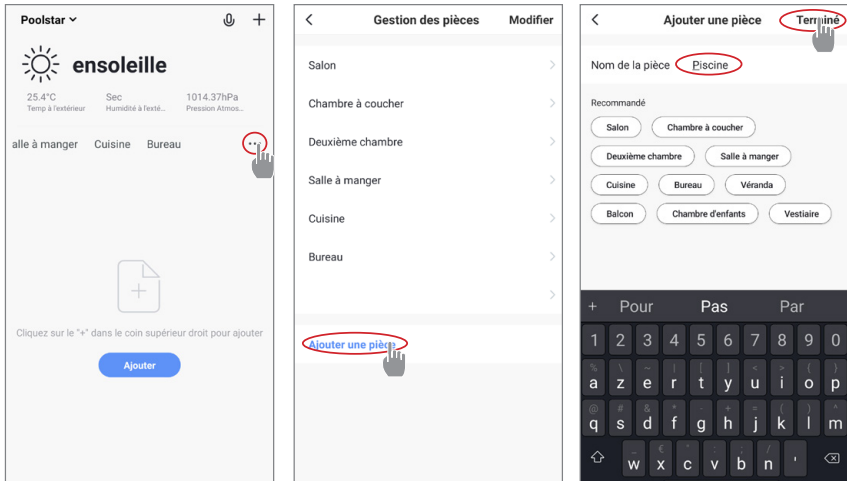 Poolstar
ensoleille
25.4°C Sec 1014.37hPa
Temp à l'extérieur Humidité à l'exté... Pression Atmos...
alle à manger Cuisine Bureau ...
Cliquez sur le "+" dans le coin supérieur droit pour ajouter
Ajouter
< Gestion des pièces Modifier
Salon >
Chambre à coucher >
Deuxième chambre >
Salle à manger >
Cuisine >
Bureau >
>
Ajouter une pièce
< Ajouter une pièce Terminé
Nom de la pièce Piscine
Recommandé
Salon Chambre à coucher
Deuxième chambre Salle à manger
Cuisine Bureau Véranda
Balcon Chambre d'enfants Vestiaire
+ Pour Pas Par
1 2 3 4 5 6 7 8 9 0
a z e r t y u i o p
q s d f g h j k l m
w x c v b n '